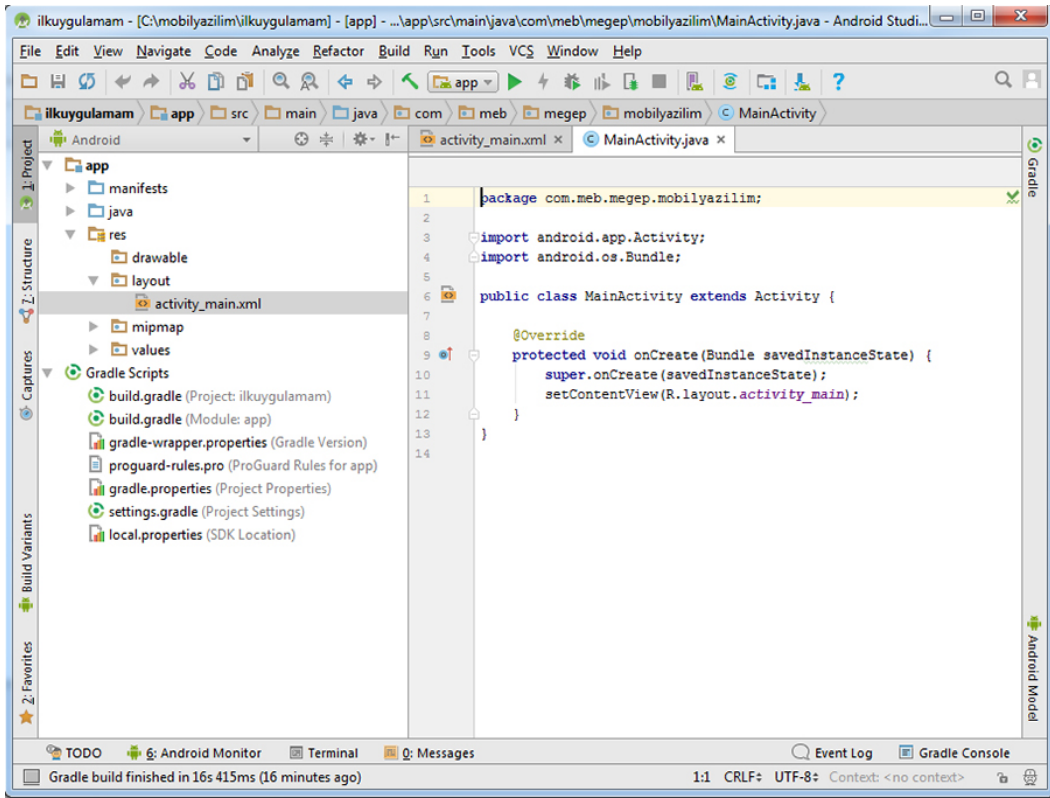 ilkuygulamam - [C:\mobilyazilim\ilkuygulamam] - [app] - ...\app\src\main\java\com\meb\megep\mobilyazilim\MainActivity.java - Android Studi...
File Edit View Navigate Code Analyze Refactor Build Run Tools VCS Window Help
app
ilkuygulamam app src main java com meb megep mobilyazilim MainActivity
1: Project
Z: Structure
Captures
Build Variants
2: Favorites
Android
app
manifests
java
res
drawable
layout
activity_main.xml
mipmap
values
Gradle Scripts
build.gradle (Project: ilkuygulamam)
build.gradle (Module: app)
gradle-wrapper.properties (Gradle Version)
proguard-rules.pro (ProGuard Rules for app)
gradle.properties (Project Properties)
settings.gradle (Project Settings)
local.properties (SDK Location)
activity_main.xml × MainActivity.java ×
1 package com.meb.megep.mobilyazilim;
2
3 import android.app.Activity;
4 import android.os.Bundle;
5
6 public class MainActivity extends Activity {
7
8 @Override
9 protected void onCreate(Bundle savedInstanceState) {
10 super.onCreate(savedInstanceState);
11 setContentView(R.layout.activity_main);
12 }
13 }
14
Gradle
Android Model
TODO 6: Android Monitor Terminal 0: Messages Event Log Gradle Console
Gradle build finished in 16s 415ms (16 minutes ago) 1:1 CRLF UTF-8 Context: <no context>